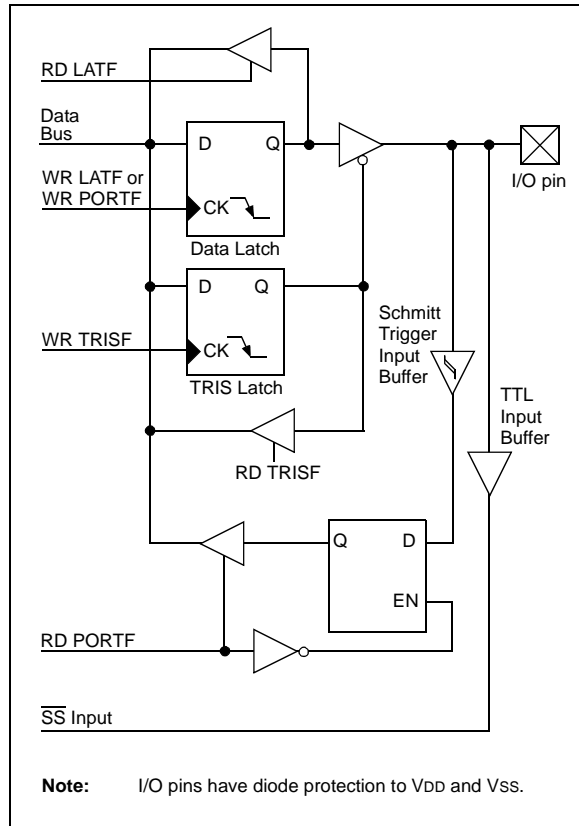 RD LATF
Data
Bus
D Q
WR LATF or
WR PORTF
CK
Data Latch
I/O pin
D Q
WR TRISF
CK
TRIS Latch
Schmitt
Trigger
Input
Buffer
TTL
Input
Buffer
RD TRISF
Q D
EN
RD PORTF
SS Input
Note: I/O pins have diode protection to VDD and VSS.